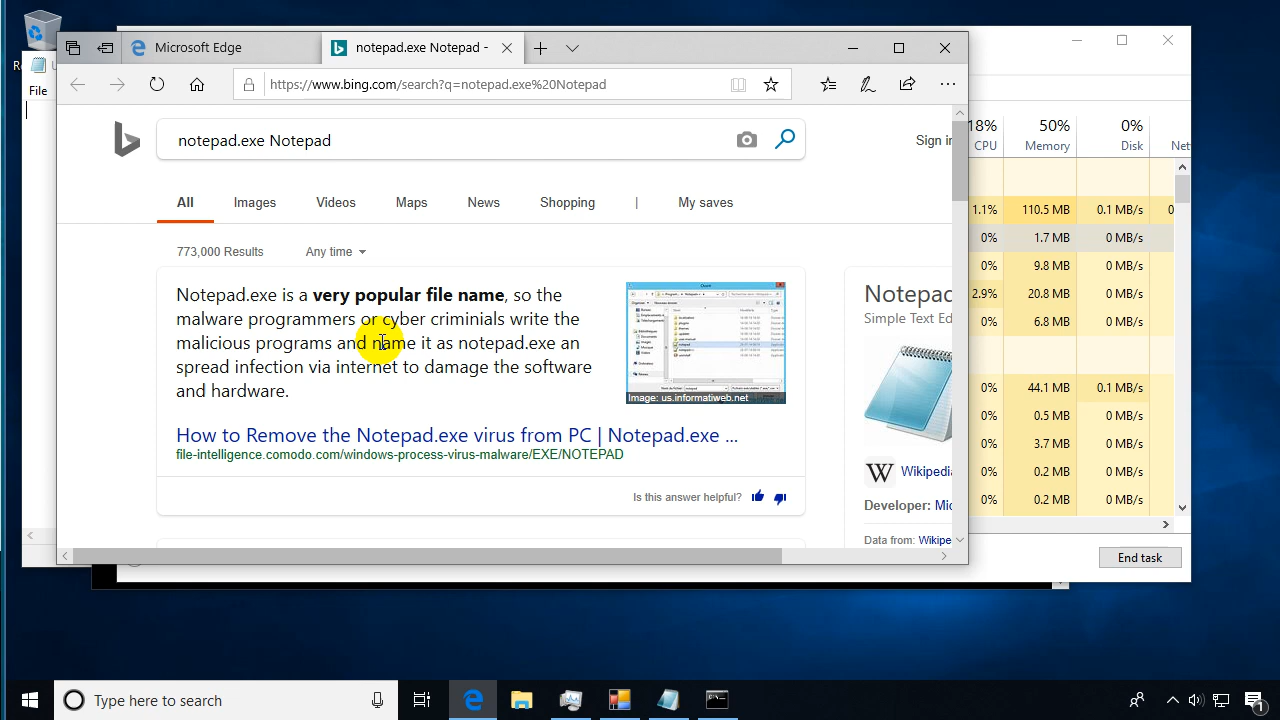 Microsoft Edge
notepad.exe Notepad
https://www.bing.com/search?q=notepad.exe%20Notepad
File
notepad.exe Notepad
Sign in
All Images Videos Maps News Shopping | My saves
773,000 Results Any time
Notepad.exe is a very popular file name, so the
malware programmers or cyber criminials write the
malicious programs and name it as notepad.exe an
spread infection via internet to damage the software
and hardware.
Image: us.informatiweb.net
How to Remove the Notepad.exe virus from PC | Notepad.exe ...
file-intelligence.comodo.com/windows-process-virus-malware/EXE/NOTEPAD
Is this answer helpful?
Notepad
Simple Text Ed
W Wikipedia
Developer: Mic
Data from: Wikipe
18% 50% 0%
CPU Memory Disk Net
1.1% 110.5 MB 0.1 MB/s 0
0% 1.7 MB 0 MB/s
0% 9.8 MB 0 MB/s
2.9% 20.8 MB 0 MB/s
0% 6.8 MB 0 MB/s
0% 44.1 MB 0.1 MB/s
0% 0.5 MB 0 MB/s
0% 3.7 MB 0 MB/s
0% 0.2 MB 0 MB/s
0% 0.2 MB 0 MB/s
End task
Type here to search
1